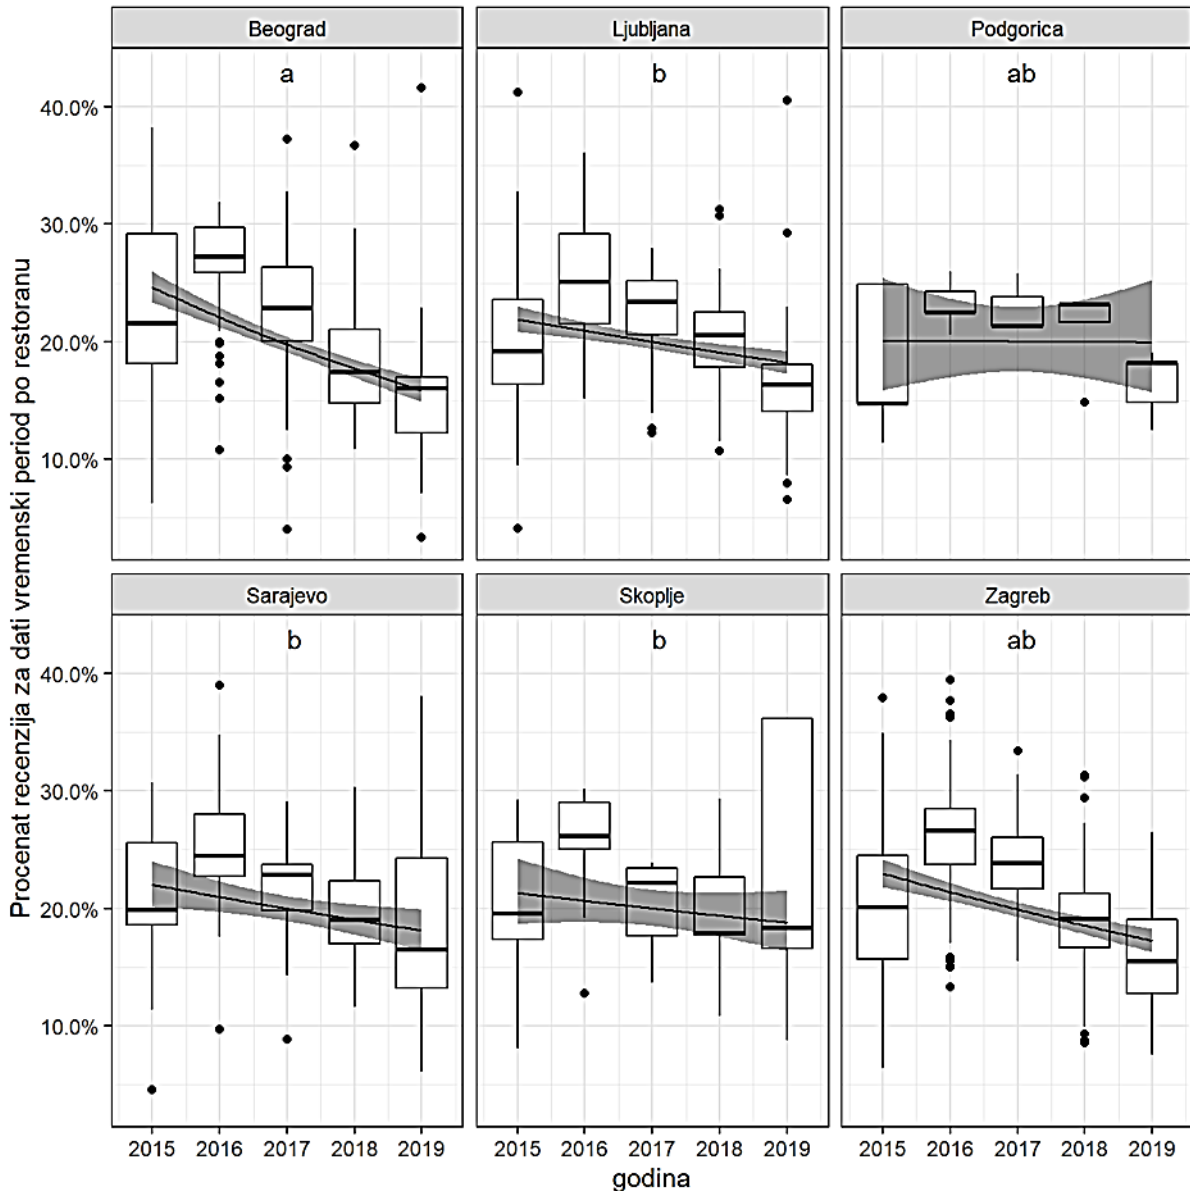 Procenat recenzija za dati vremenski period po restoranu
Beograd
Ljubljana
Podgorica
a
b
ab
40.0%
30.0%
20.0%
10.0%
Sarajevo
Skoplje
Zagreb
b
b
ab
40.0%
30.0%
20.0%
10.0%
2015 2016 2017 2018 2019
2015 2016 2017 2018 2019
2015 2016 2017 2018 2019
godina